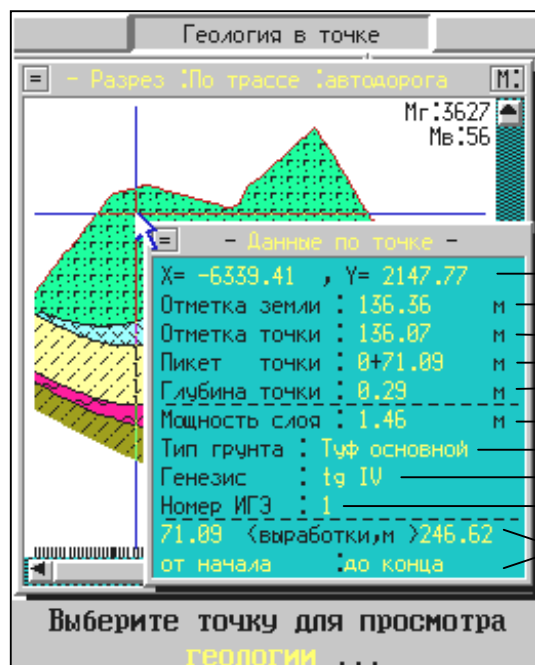 Геология в точке
- Разрез :По трассе :автодорога М:
Мг:3627
Мв:56
- Данные по точке -
X= -6339.41 , Y= 2147.77
Отметка земли : 136.36 м
Отметка точки : 136.07 м
Пикет точки : 0+71.09 м
Глубина точки : 0.29 м
Мощность слоя : 1.46 м
Тип грунта : Туф основной
Генезис : tg IV
Номер ИГЭ : 1
71.09 <выработки,м >246.62
от начала :до конца
Выберите точку для просмотра
геологии ...